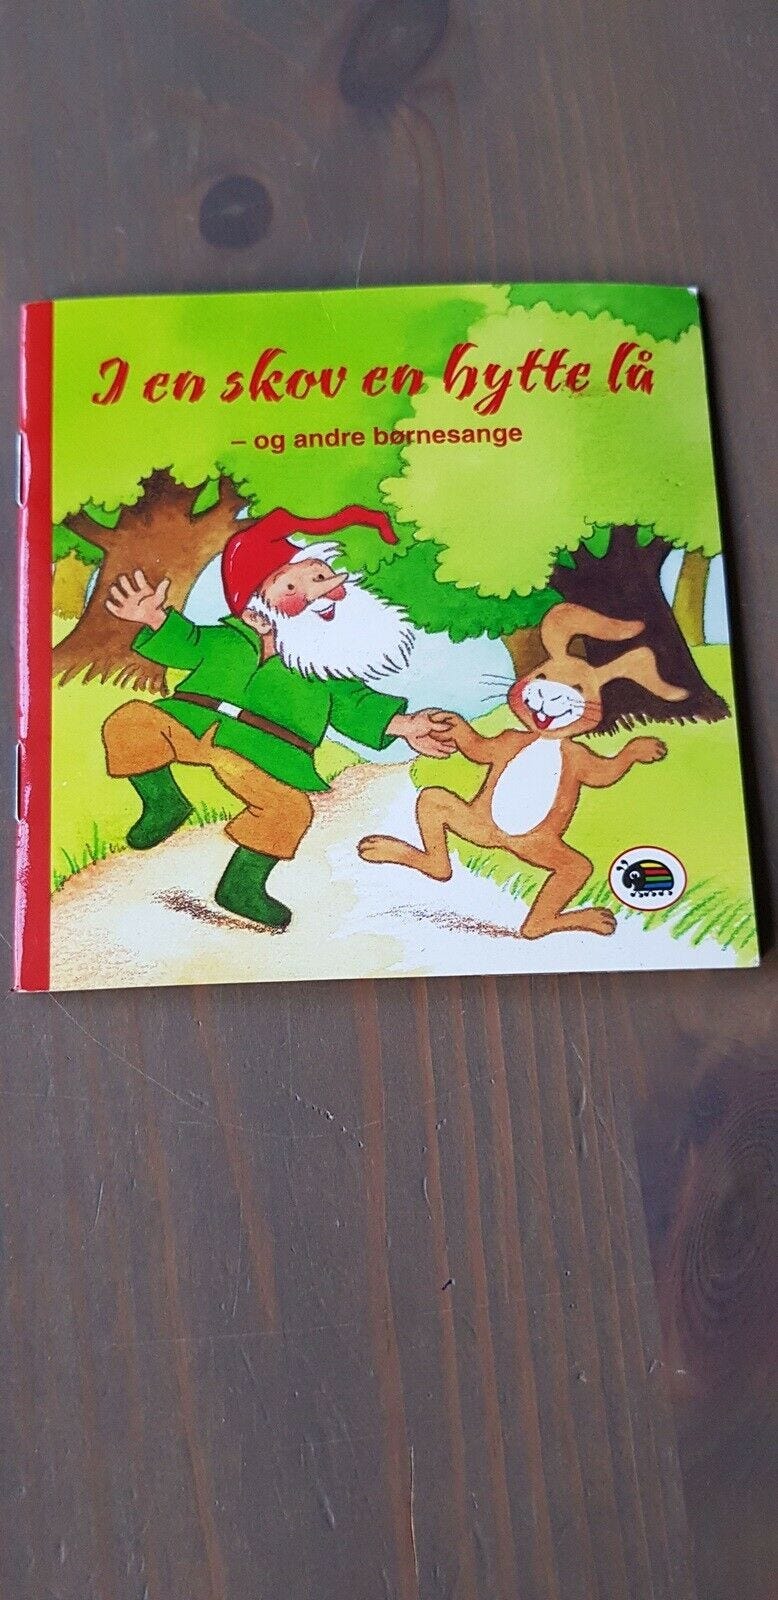 I en skov en hytte lå
– og andre børnesange